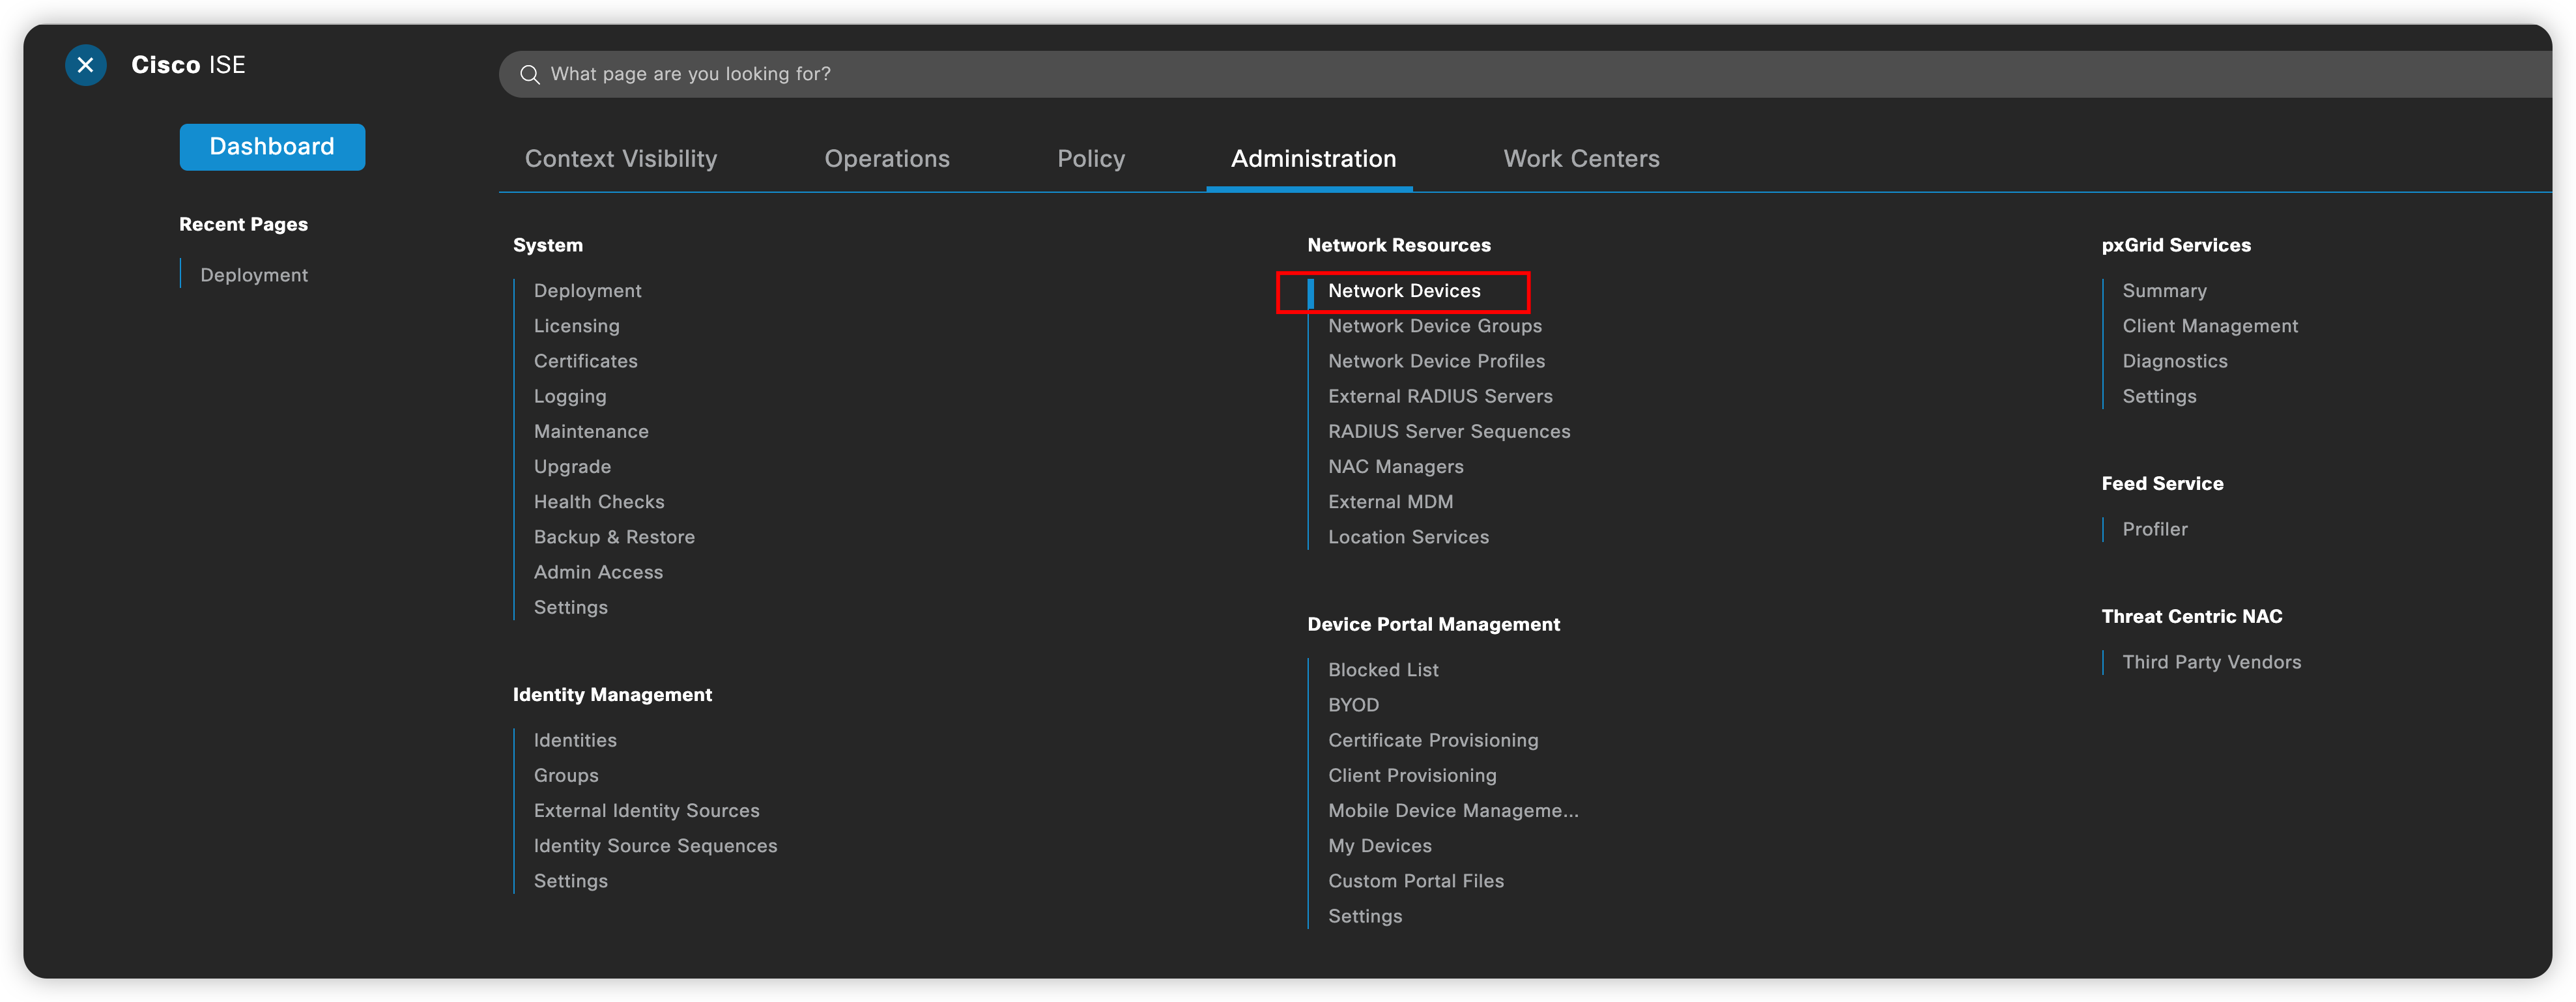 Cisco ISE
What page are you looking for?
Dashboard
Recent Pages
Deployment
Context Visibility
Operations
Policy
Administration
Work Centers
System
Deployment
Licensing
Certificates
Logging
Maintenance
Upgrade
Health Checks
Backup & Restore
Admin Access
Settings
Identity Management
Identities
Groups
External Identity Sources
Identity Source Sequences
Settings
Network Resources
Network Devices
Network Device Groups
Network Device Profiles
External RADIUS Servers
RADIUS Server Sequences
NAC Managers
External MDM
Location Services
Device Portal Management
Blocked List
BYOD
Certificate Provisioning
Client Provisioning
Mobile Device Manageme...
My Devices
Custom Portal Files
Settings
pxGrid Services
Summary
Client Management
Diagnostics
Settings
Feed Service
Profiler
Threat Centric NAC
Third Party Vendors